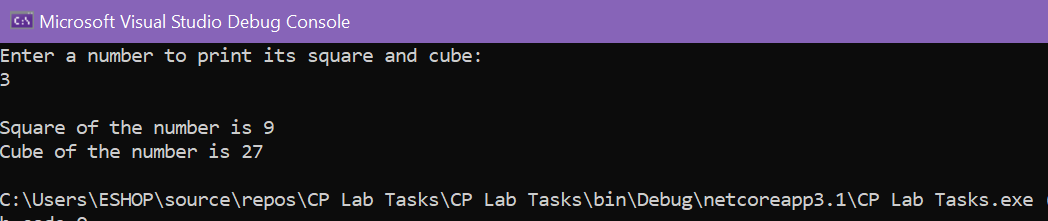 C:\ Microsoft Visual Studio Debug Console
Enter a number to print its square and cube:
3
Square of the number is 9
Cube of the number is 27
C:\Users\ESHOP\source\repos\CP Lab Tasks\CP Lab Tasks\bin\Debug\netcoreapp3.1\CP Lab Tasks.exe (